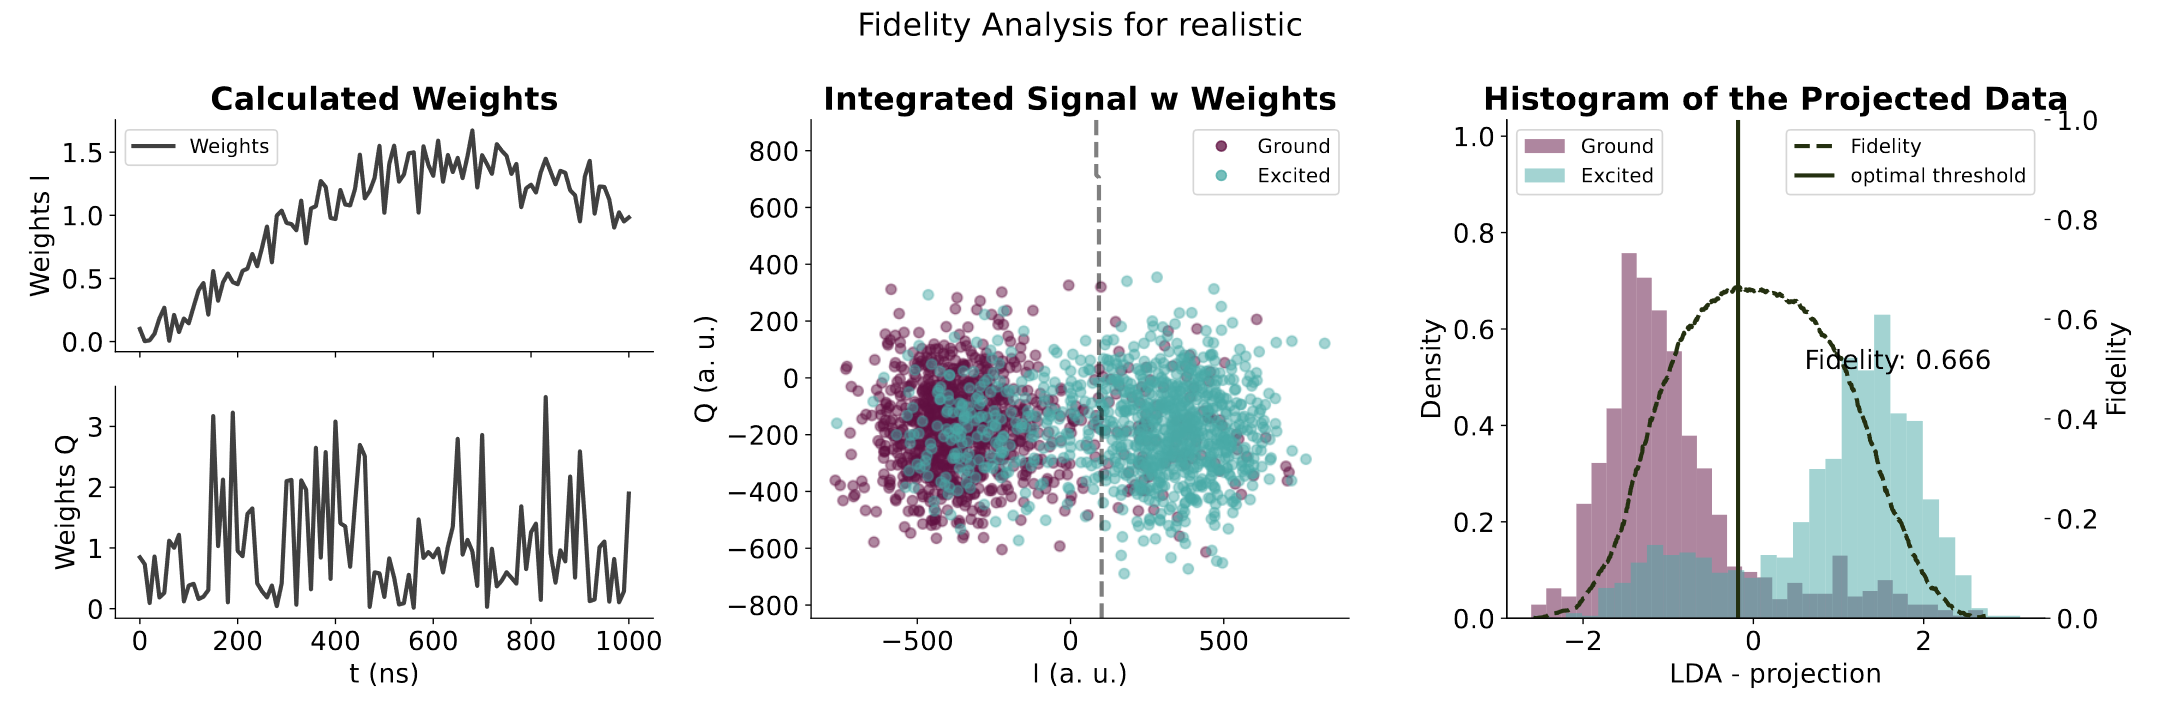 Fidelity Analysis for realistic
Calculated Weights
Weights
Weights I
1.5
1.0
0.5
0.0
Weights Q
3
2
1
0
0
200
400
600
800
1000
t (ns)
Integrated Signal w Weights
Ground
Excited
Q (a. u.)
800
600
400
200
0
−200
−400
−600
−800
−500
0
500
I (a. u.)
Histogram of the Projected Data
Ground
Excited
Fidelity
optimal threshold
Fidelity: 0.666
Density
1.0
0.8
0.6
0.4
0.2
0.0
−2
0
2
LDA - projection
1.0
0.8
0.6
0.4
0.2
0.0
Fidelity